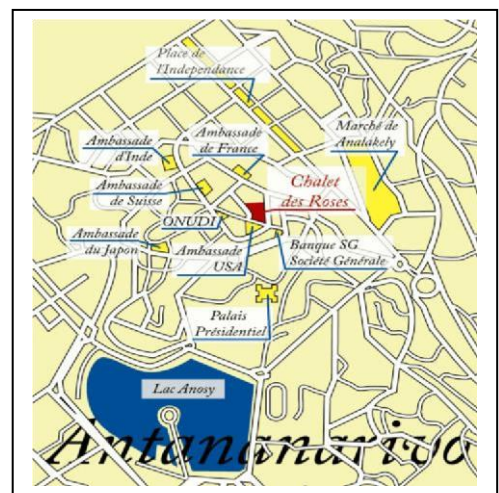 Place de
l'Independance
Ambassade
d'Inde
Ambassade
de France
Marché de
Analakely
Ambassade
de Suisse
Chalet
des Roses
ONUDI
Ambassade
du Japon
Ambassade
USA
Banque SG
Société Générale
Palais
Présidentiel
Lac Anosy
Antananarivo